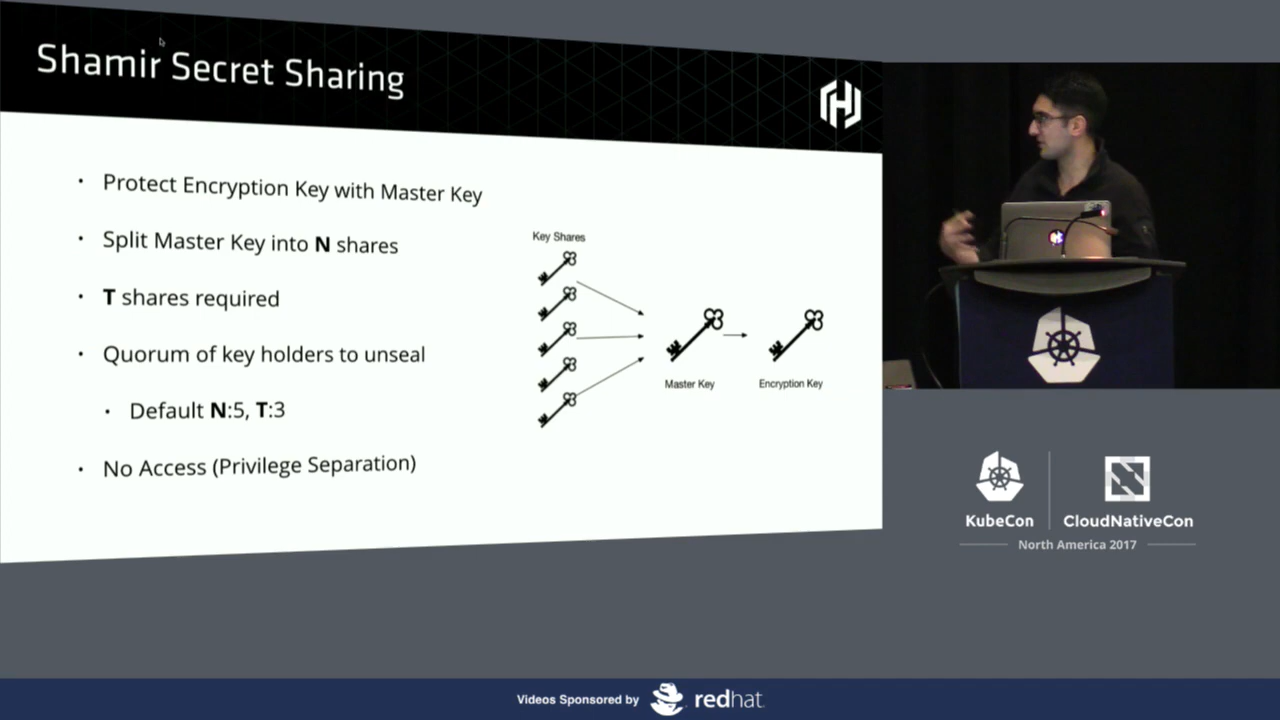 Shamir Secret Sharing
• Protect Encryption Key with Master Key
• Split Master Key into N shares
• T shares required
• Quorum of key holders to unseal
• Default N:5, T:3
• No Access (Privilege Separation)
Key Shares
Master Key
Encryption Key
KubeCon
CloudNativeCon
North America 2017
Videos Sponsored by redhat.